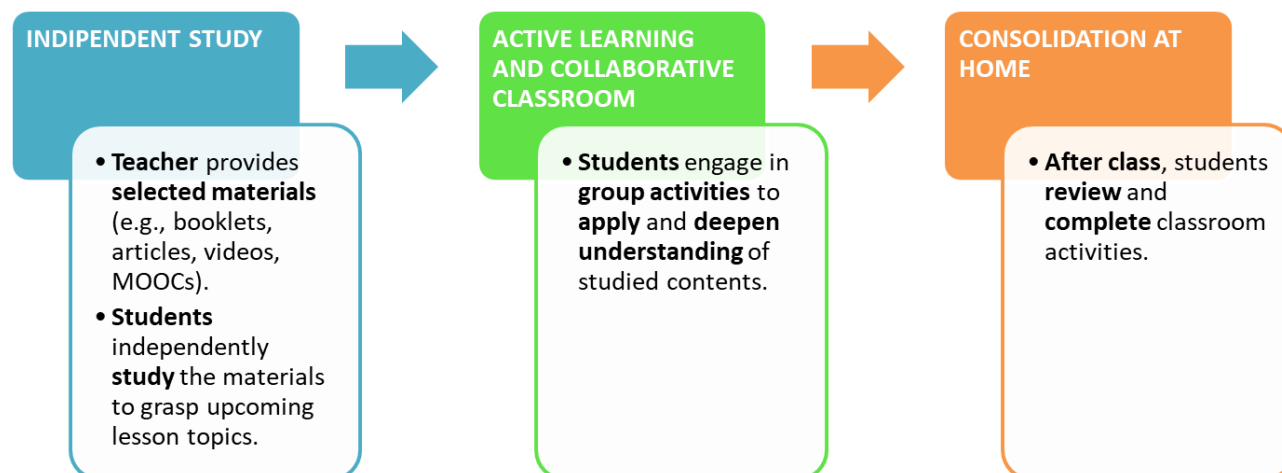 INDIPENDENT STUDY
• Teacher provides
selected materials
(e.g., booklets,
articles, videos,
MOOCs).
• Students
independently
study the materials
to grasp upcoming
lesson topics.
ACTIVE LEARNING
AND COLLABORATIVE
CLASSROOM
• Students engage in
group activities to
apply and deepen
understanding of
studied contents.
CONSOLIDATION AT
HOME
• After class, students
review and
complete classroom
activities.